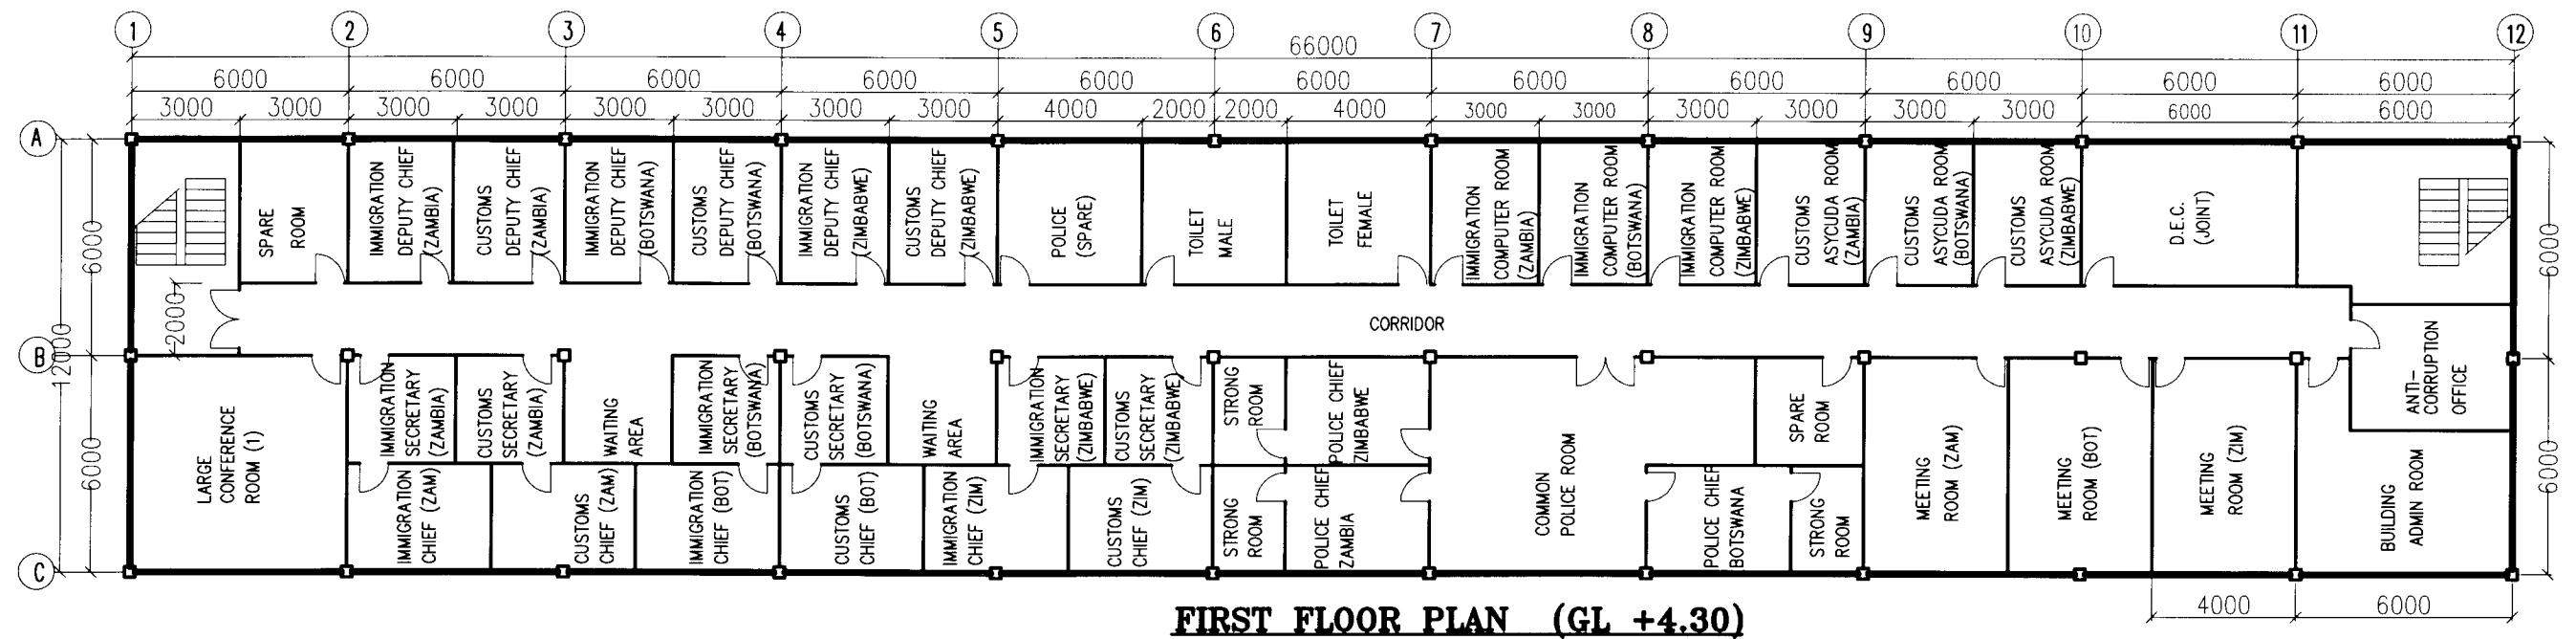 1 2 3 4 5 6 7 8 9 10 11 12
66000
6000 6000 6000 6000 6000 6000 6000 6000 6000 6000 6000
3000 3000 3000 3000 3000 3000 3000 3000 4000 2000 2000 4000 3000 3000 3000 3000 3000 3000 6000 6000
A
B
C
6000
12000
6000
2000
6000
6000
SPARE
ROOM
IMMIGRATION
DEPUTY CHIEF
(ZAMBIA)
CUSTOMS
DEPUTY CHIEF
(ZAMBIA)
IMMIGRATION
DEPUTY CHIEF
(BOTSWANA)
CUSTOMS
DEPUTY CHIEF
(BOTSWANA)
IMMIGRATION
DEPUTY CHIEF
(ZIMBABWE)
CUSTOMS
DEPUTY CHIEF
(ZIMBABWE)
POLICE
(SPARE)
TOILET
MALE
TOILET
FEMALE
IMMIGRATION
COMPUTER ROOM
(ZAMBIA)
IMMIGRATION
COMPUTER ROOM
(BOTSWANA)
IMMIGRATION
COMPUTER ROOM
(ZIMBABWE)
CUSTOMS
ASYCUDA ROOM
(ZAMBIA)
CUSTOMS
ASYCUDA ROOM
(BOTSWANA)
CUSTOMS
ASYCUDA ROOM
(ZIMBABWE)
D.E.C.
(JOINT)
CORRIDOR
LARGE
CONFERENCE
ROOM (1)
IMMIGRATION
SECRETARY
(ZAMBIA)
CUSTOMS
SECRETARY
(ZAMBIA)
WAITING
AREA
IMMIGRATION
SECRETARY
(BOTSWANA)
CUSTOMS
SECRETARY
(BOTSWANA)
WAITING
AREA
IMMIGRATION
SECRETARY
(ZIMBABWE)
CUSTOMS
SECRETARY
(ZIMBABWE)
STRONG
ROOM
POLICE CHIEF
ZIMBABWE
COMMON
POLICE ROOM
SPARE
ROOM
MEETING
ROOM (ZAM)
MEETING
ROOM (BOT)
MEETING
ROOM (ZIM)
ANTI-
CORRUPTION
OFFICE
IMMIGRATION
CHIEF (ZAM)
CUSTOMS
CHIEF (ZAM)
IMMIGRATION
CHIEF (BOT)
CUSTOMS
CHIEF (BOT)
IMMIGRATION
CHIEF (ZIM)
CUSTOMS
CHIEF (ZIM)
STRONG
ROOM
POLICE CHIEF
ZAMBIA
POLICE CHIEF
BOTSWANA
STRONG
ROOM
BUILDING
ADMIN ROOM
4000 6000
FIRST FLOOR PLAN (GL +4.30)